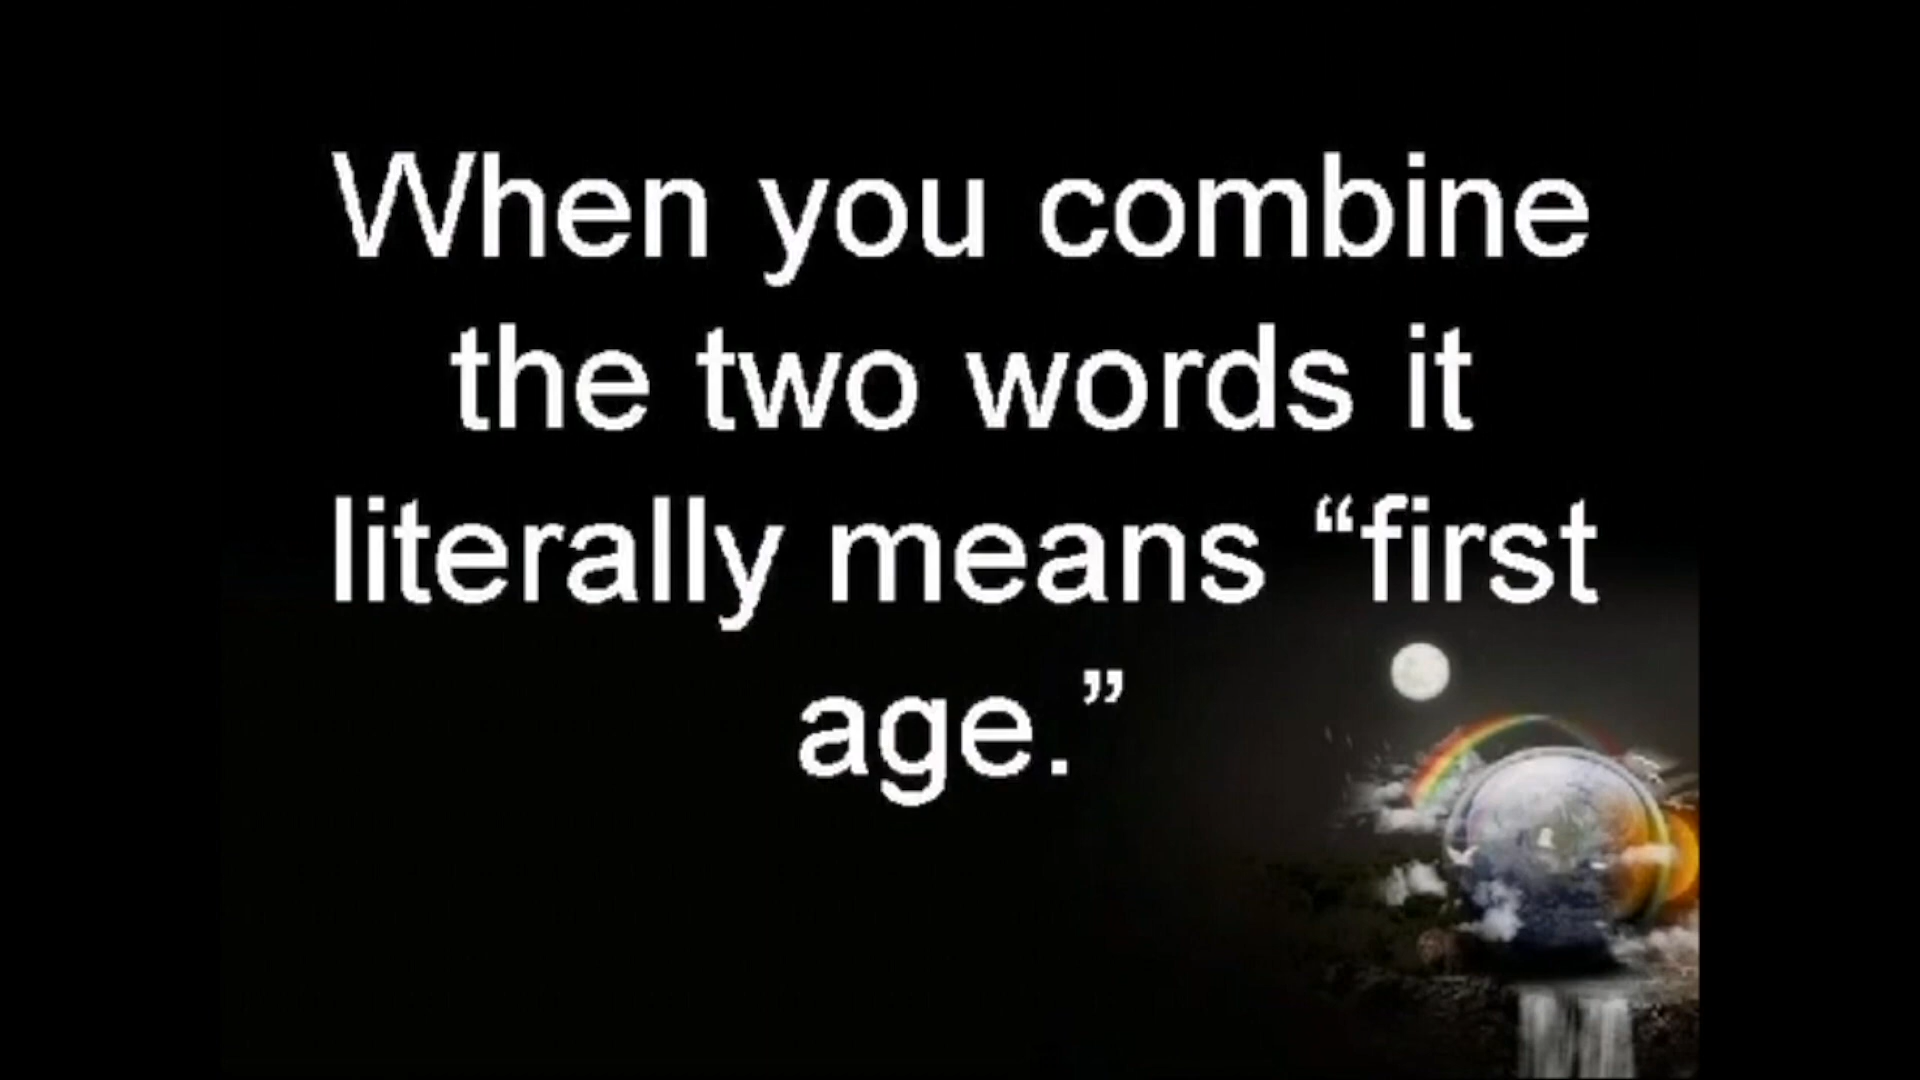 When you combine
the two words it
literally means “first
age.”